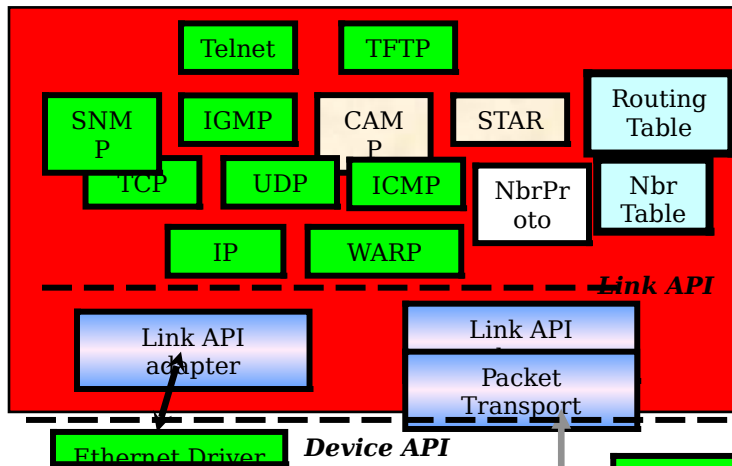 Telnet
TFTP
SNM
P
IGMP
CAM
P
STAR
Routing
Table
TCP
UDP
ICMP
NbrPr
oto
Nbr
Table
IP
WARP
Link API
Link API
adapter
Link API
Packet
Transport
Ethernet Driver
Device API